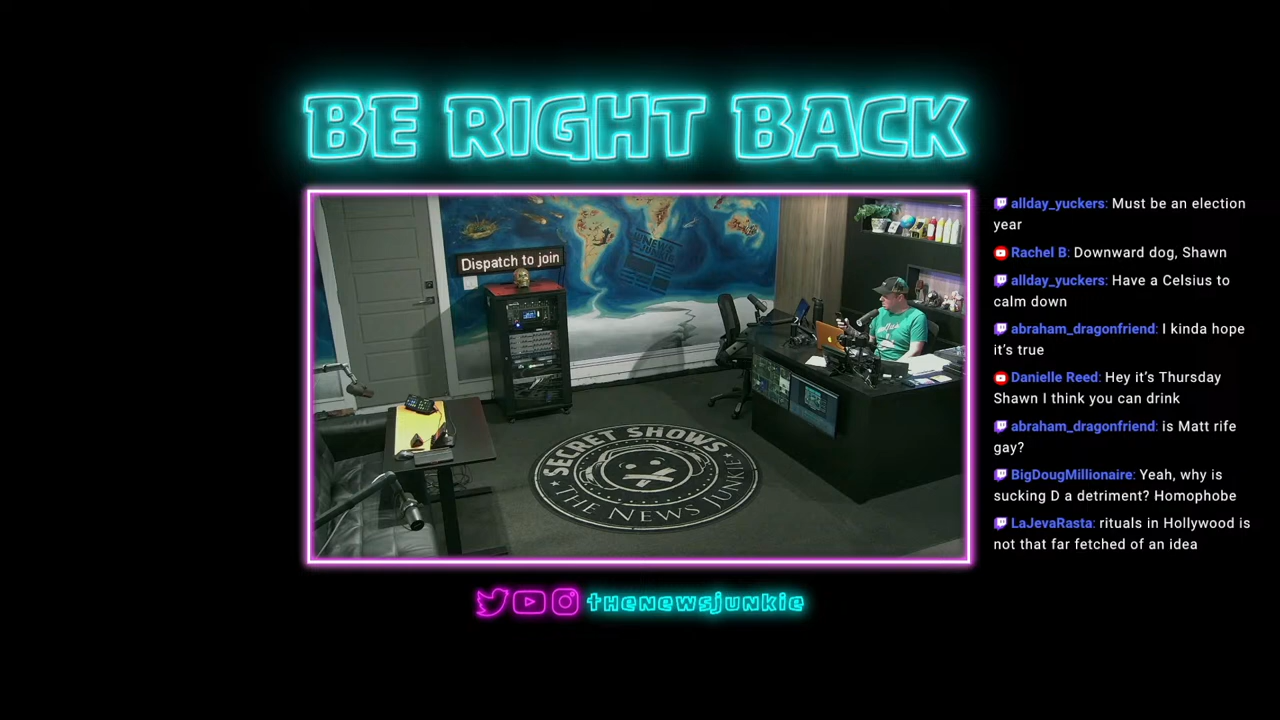 BE RIGHT BACK
Dispatch to join
SECRET SHOWS
THE NEWS JUNKIE
allday_yuckers: Must be an election
year
Rachel B: Downward dog, Shawn
allday_yuckers: Have a Celsius to
calm down
abraham_dragonfriend: I kinda hope
it’s true
Danielle Reed: Hey it’s Thursday
Shawn I think you can drink
abraham_dragonfriend: is Matt rife
gay?
BigDougMillionaire: Yeah, why is
sucking D a detriment? Homophobe
LaJevaRasta: rituals in Hollywood is
not that far fetched of an idea
thenewsjunkie